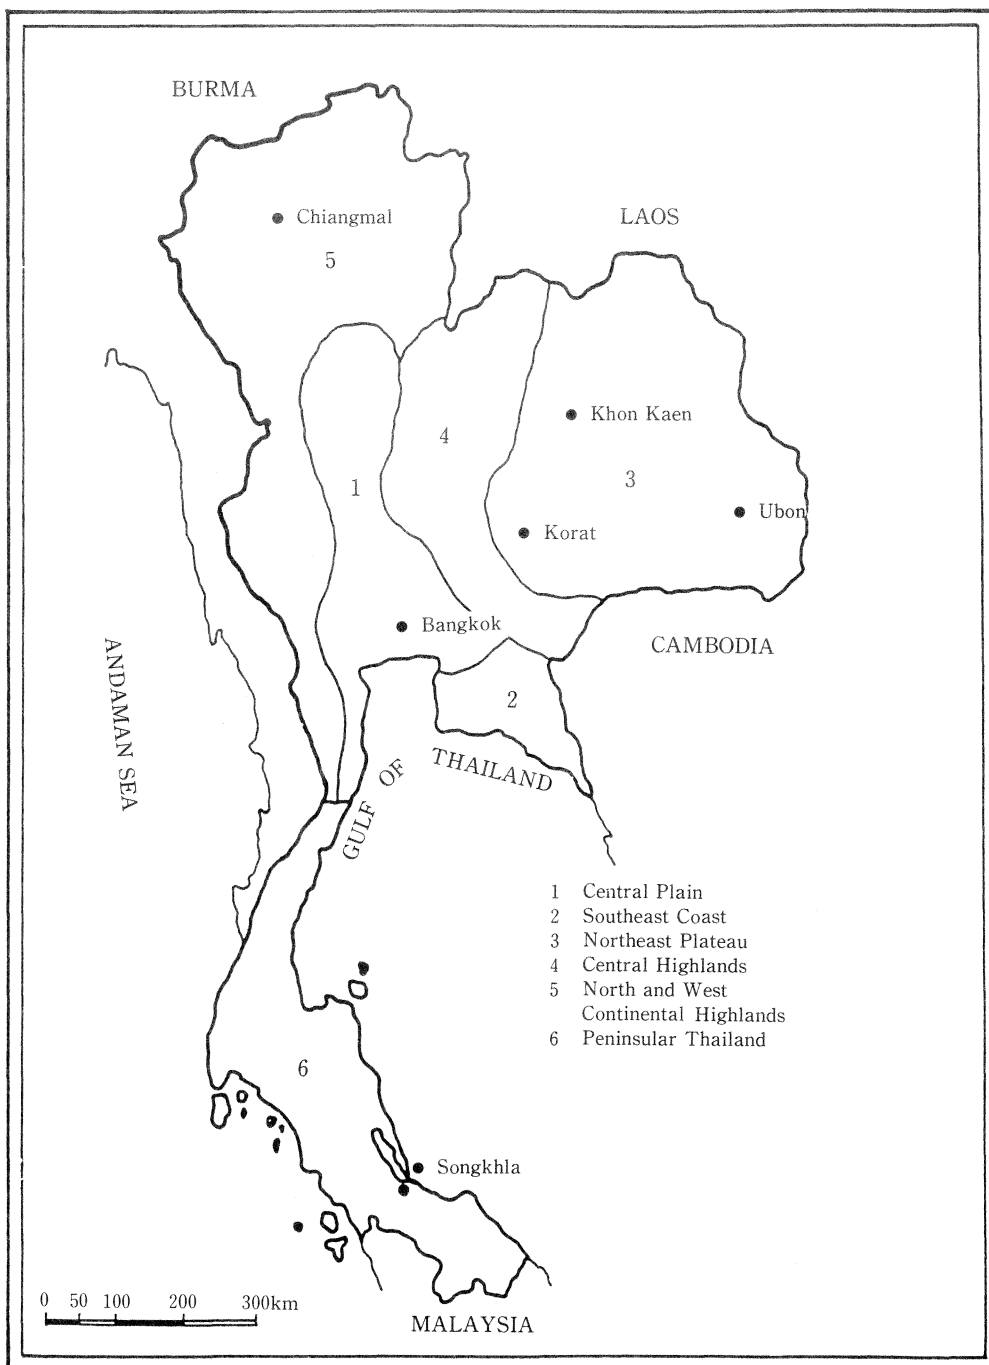 BURMA
LAOS
Chiangmal
5
Khon Kaen
4
3
1
Ubon
Korat
Bangkok
CAMBODIA
2
ANDAMAN SEA
GULF OF THAILAND
1 Central Plain
2 Southeast Coast
3 Northeast Plateau
4 Central Highlands
5 North and West
Continental Highlands
6 Peninsular Thailand
6
Songkhla
0 50 100 200 300km
MALAYSIA